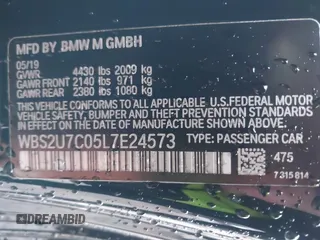 MFD BY BMW M GMBH
05/19
GVWR 4430 lbs 2009 kg
GAWR FRONT 2140 lbs 971 kg
GAWR REAR 2380 lbs 1080 kg
THIS VEHICLE CONFORMS TO ALL APPLICABLE U.S. FEDERAL MOTOR
VEHICLE SAFETY, BUMPER AND THEFT PREVENTION STANDARDS
IN EFFECT ON THE DATE OF MANUFACTURE SHOWN ABOVE.
WBS2U7C05L7E24573 TYPE: PASSENGER CAR
475
7 315 814
BIDMOTORS